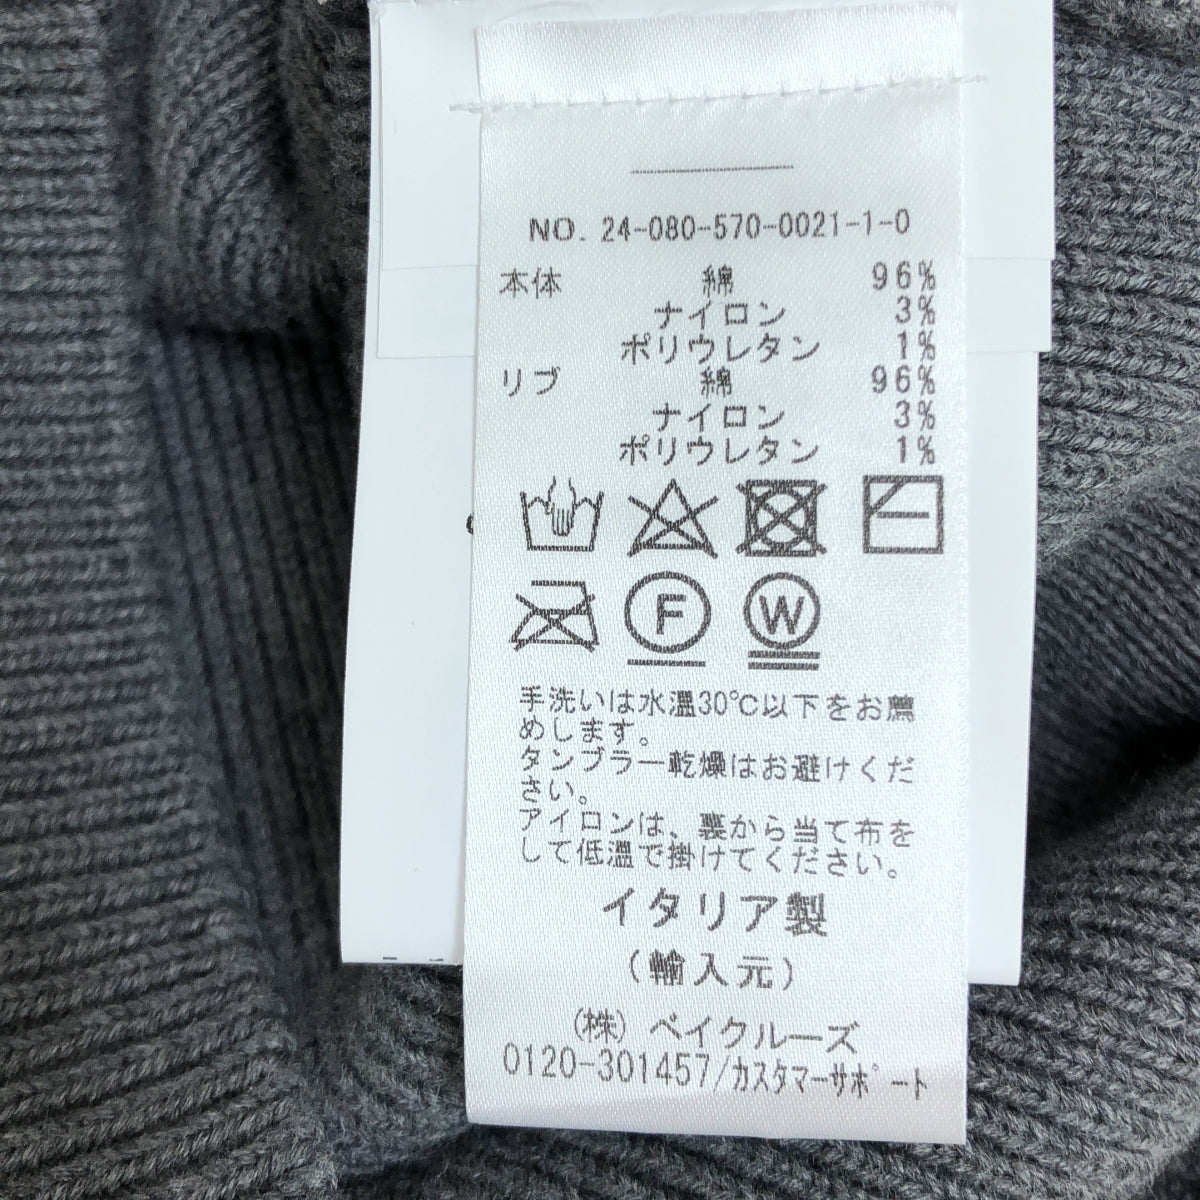 NO. 24-080-570-0021-1-0
本体 綿 96%
ナイロン 3%
ポリウレタン 1%
リブ 綿 96%
ナイロン 3%
ポリウレタン 1%
F W
手洗いは水温30℃以下をお薦
めします。
タンブラー乾燥はお避けくだ
さい。
アイロンは、裏から当て布を
して低温で掛けてください。
イタリア製
(輸入元)
(株) ベイクルーズ
0120-301457/カスタマーサポート